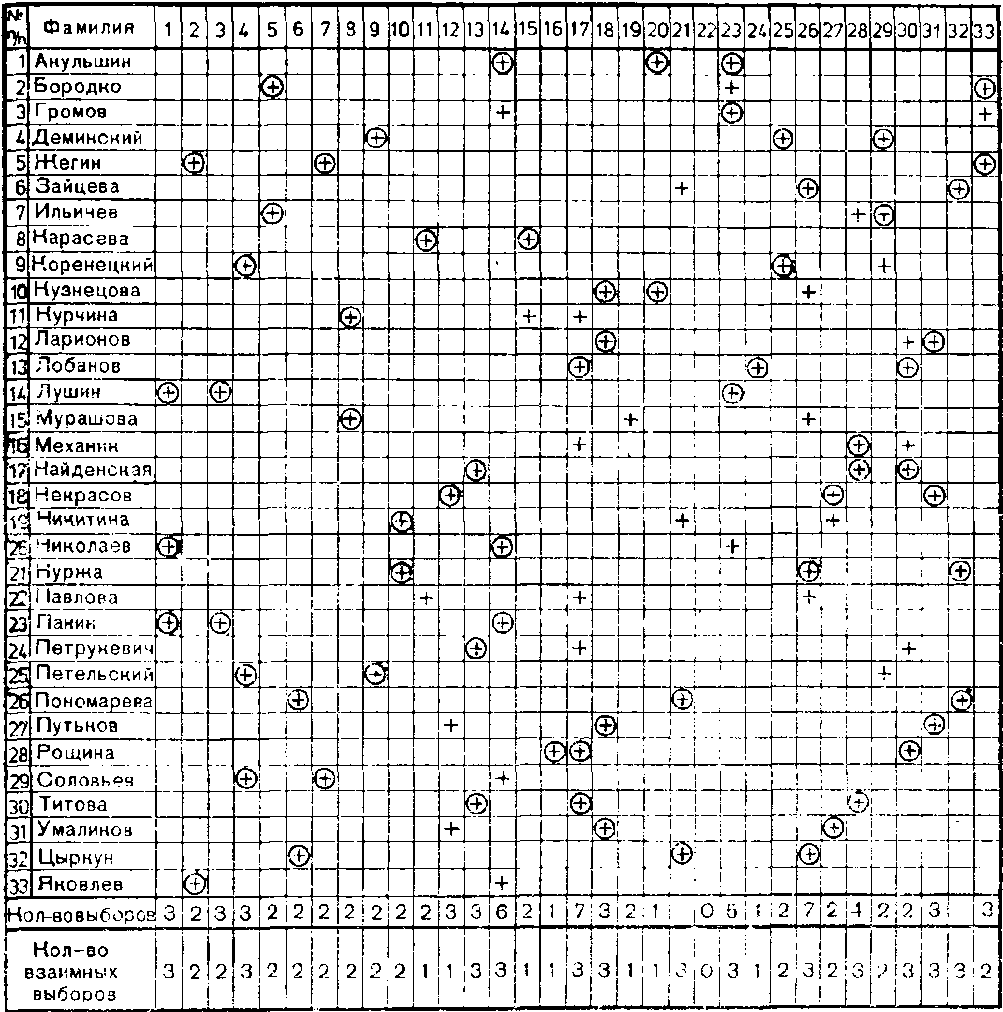 № п/п Фамилия 1 2 3 4 5 6 7 8 9 10 11 12 13 14 15 16 17 18 19 20 21 22 23 24 25 26 27 28 29 30 31 32 33
1 Анульшин ⊕ ⊕ ⊕
2 Бородко ⊕ + ⊕
3 Громов + ⊕ +
4 Деминский ⊕ ⊕ ⊕
5 Жегин ⊕ ⊕ ⊕
6 Зайцева + ⊕ ⊕
7 Ильичев ⊕ + ⊕
8 Карасева ⊕ ⊕
9 Коренецкий ⊕ ⊕ +
10 Кузнецова ⊕ ⊕ +
11 Курчина ⊕ + +
12 Ларионов ⊕ + ⊕
13 Лобанов ⊕ ⊕ ⊕
14 Лушин ⊕ ⊕ ⊕
15 Мурашова ⊕ + +
16 Механик + ⊕ +
17 Найденская ⊕ ⊕ ⊕
18 Некрасов ⊕ ⊕ ⊕
19 Никитина ⊕ + +
20 Николаев ⊕ ⊕ +
21 Нуржа ⊕ ⊕ ⊕
22 Павлова + + +
23 Панин ⊕ ⊕ ⊕
24 Петрукевич ⊕ + +
25 Петельский ⊕ ⊕ +
26 Пономарева ⊕ ⊕ ⊕
27 Путьков + ⊕ ⊕
28 Рощина ⊕ ⊕ ⊕
29 Соловьев ⊕ ⊕ +
30 Титова ⊕ ⊕ ⊕
31 Умалинов + ⊕ ⊕
32 Цыркун ⊕ ⊕ ⊕
33 Яковлев ⊕ +
Кол-во выборов 3 2 3 3 2 2 2 2 2 2 2 3 3 6 2 1 7 3 2 1 0 5 1 2 7 2 4 2 2 3 3
Кол-во
взаимных 3 2 2 3 2 2 2 2 2 2 1 1 3 3 1 1 3 3 1 1 3 0 3 1 2 3 2 3 2 3 3 3 2
выборов